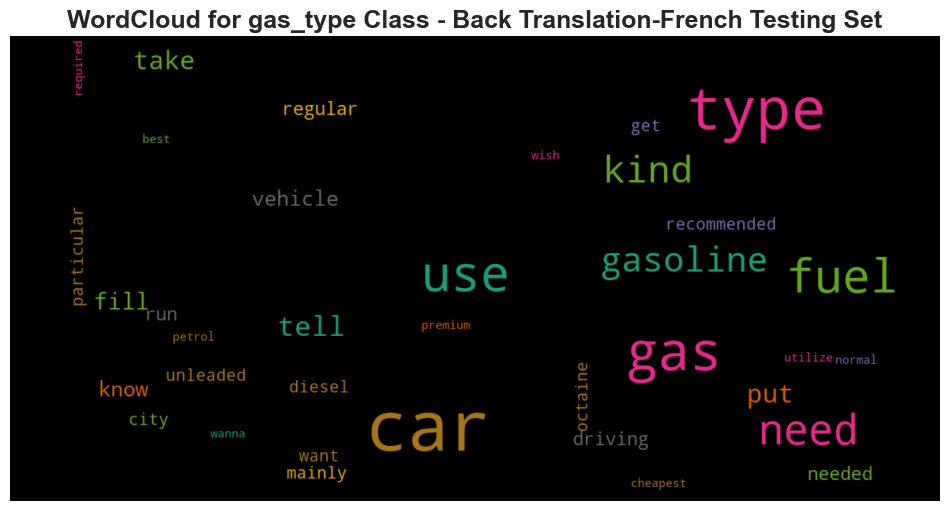 WordCloud for gas_type Class - Back Translation-French Testing Set
required
take
regular
type
get
best
wish
kind
vehicle
particular
recommended
use
gasoline
fuel
fill
run
tell
premium
petrol
gas
utilize
normal
unleaded
know
diesel
octaine
put
city
wanna
car
driving
need
want
mainly
cheapest
needed